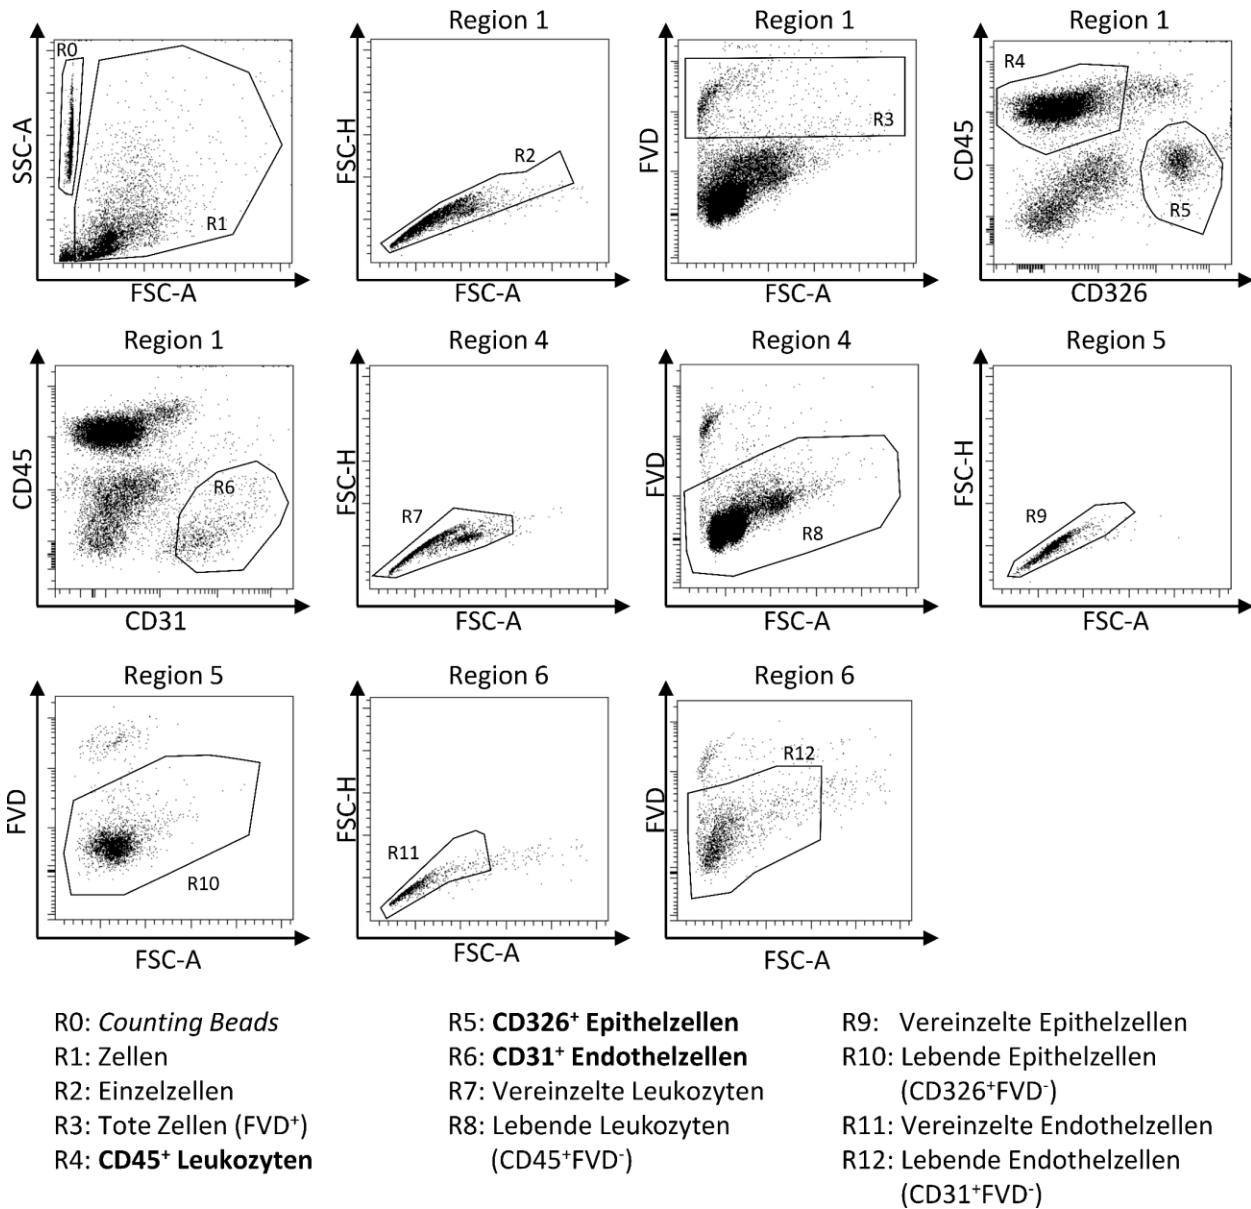 Region 1
Region 1
Region 1
R0
R1
SSC-A
FSC-A
R2
FSC-H
FSC-A
R3
FVD
FSC-A
R4
R5
CD45
CD326
Region 1
Region 4
Region 4
Region 5
R6
CD45
CD31
R7
FSC-H
FSC-A
R8
FVD
FSC-A
R9
FSC-H
FSC-A
Region 5
Region 6
Region 6
R10
FVD
FSC-A
R11
FSC-H
FSC-A
R12
FVD
FSC-A
R0: Counting Beads
R1: Zellen
R2: Einzelzellen
R3: Tote Zellen (FVD⁺)
R4: CD45⁺ Leukozyten
R5: CD326⁺ Epithelzellen
R6: CD31⁺ Endothelzellen
R7: Vereinzelte Leukozyten
R8: Lebende Leukozyten
(CD45⁺FVD⁻)
R9: Vereinzelte Epithelzellen
R10: Lebende Epithelzellen
(CD326⁺FVD⁻)
R11: Vereinzelte Endothelzellen
R12: Lebende Endothelzellen
(CD31⁺FVD⁻)